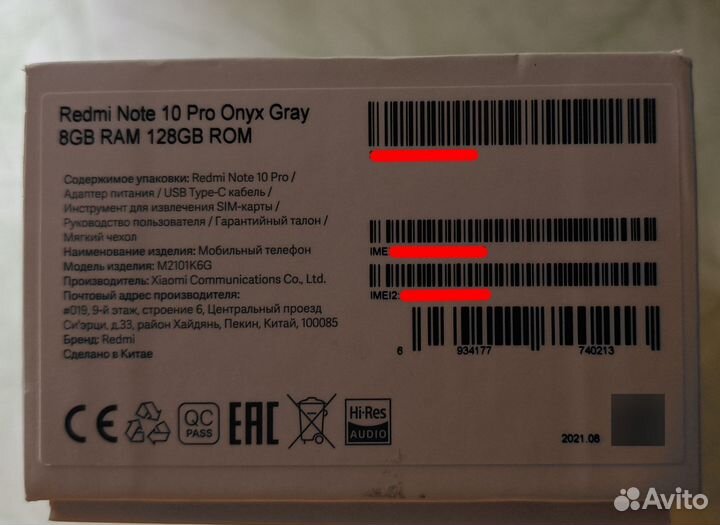 Redmi Note 10 Pro Onyx Gray
8GB RAM 128GB ROM
Содержимое упаковки: Redmi Note 10 Pro /
Адаптер питания / USB Type-C кабель /
Инструмент для извлечения SIM-карты /
Руководство пользователя / Гарантийный талон /
Мягкий чехол
Наименование изделия: Мобильный телефон
Модель изделия: M2101K6G
Производитель: Xiaomi Communications Co., Ltd.
Почтовый адрес производителя:
#019, 9-й этаж, строение 6, Центральный проезд
Си'эрци, д.33, район Хайдянь, Пекин, Китай, 100085
Бренд: Redmi
Сделано в Китае
IME
IMEI2:
6 934177 740213
CE
QC
PASS
EAC
Hi-Res
AUDIO
2021.08
Avito